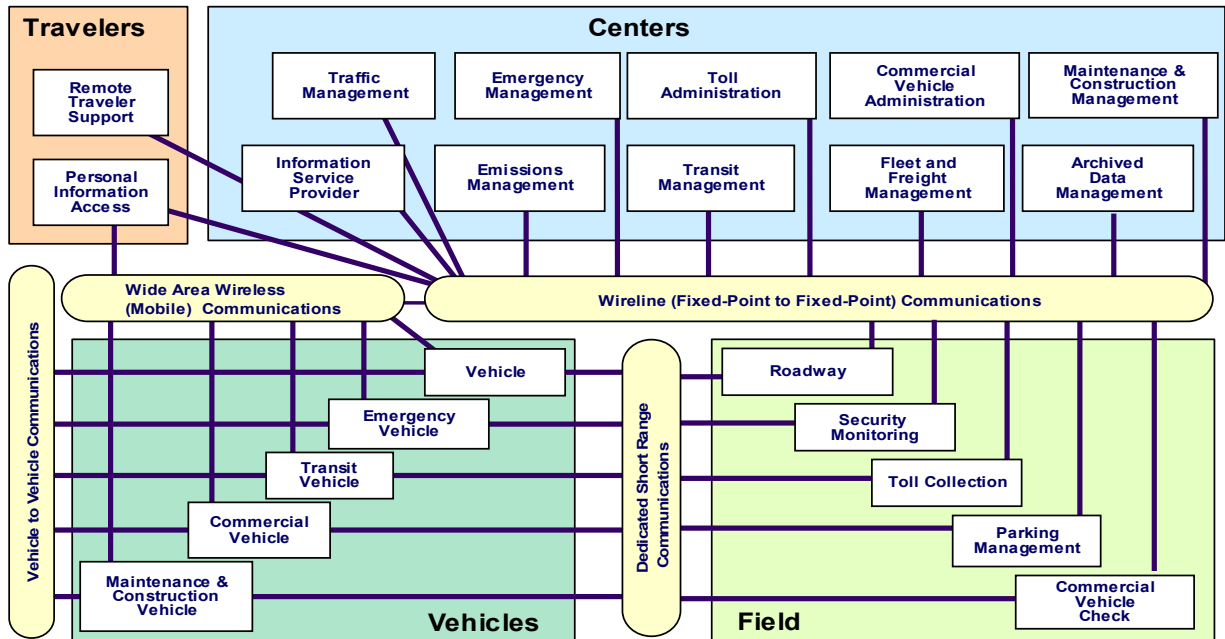 Travelers
Remote
Traveler
Support
Personal
Information
Access
Centers
Traffic
Management
Emergency
Management
Toll
Administration
Commercial
Vehicle
Administration
Maintenance &
Construction
Management
Information
Service
Provider
Emissions
Management
Transit
Management
Fleet and
Freight
Management
Archived
Data
Management
Wide Area Wireless
(Mobile) Communications
Wireline (Fixed-Point to Fixed-Point) Communications
Vehicle to Vehicle Communications
Vehicle
Emergency
Vehicle
Transit
Vehicle
Commercial
Vehicle
Maintenance &
Construction
Vehicle
Vehicles
Dedicated Short Range
Communications
Roadway
Security
Monitoring
Toll Collection
Parking
Management
Commercial
Vehicle
Check
Field